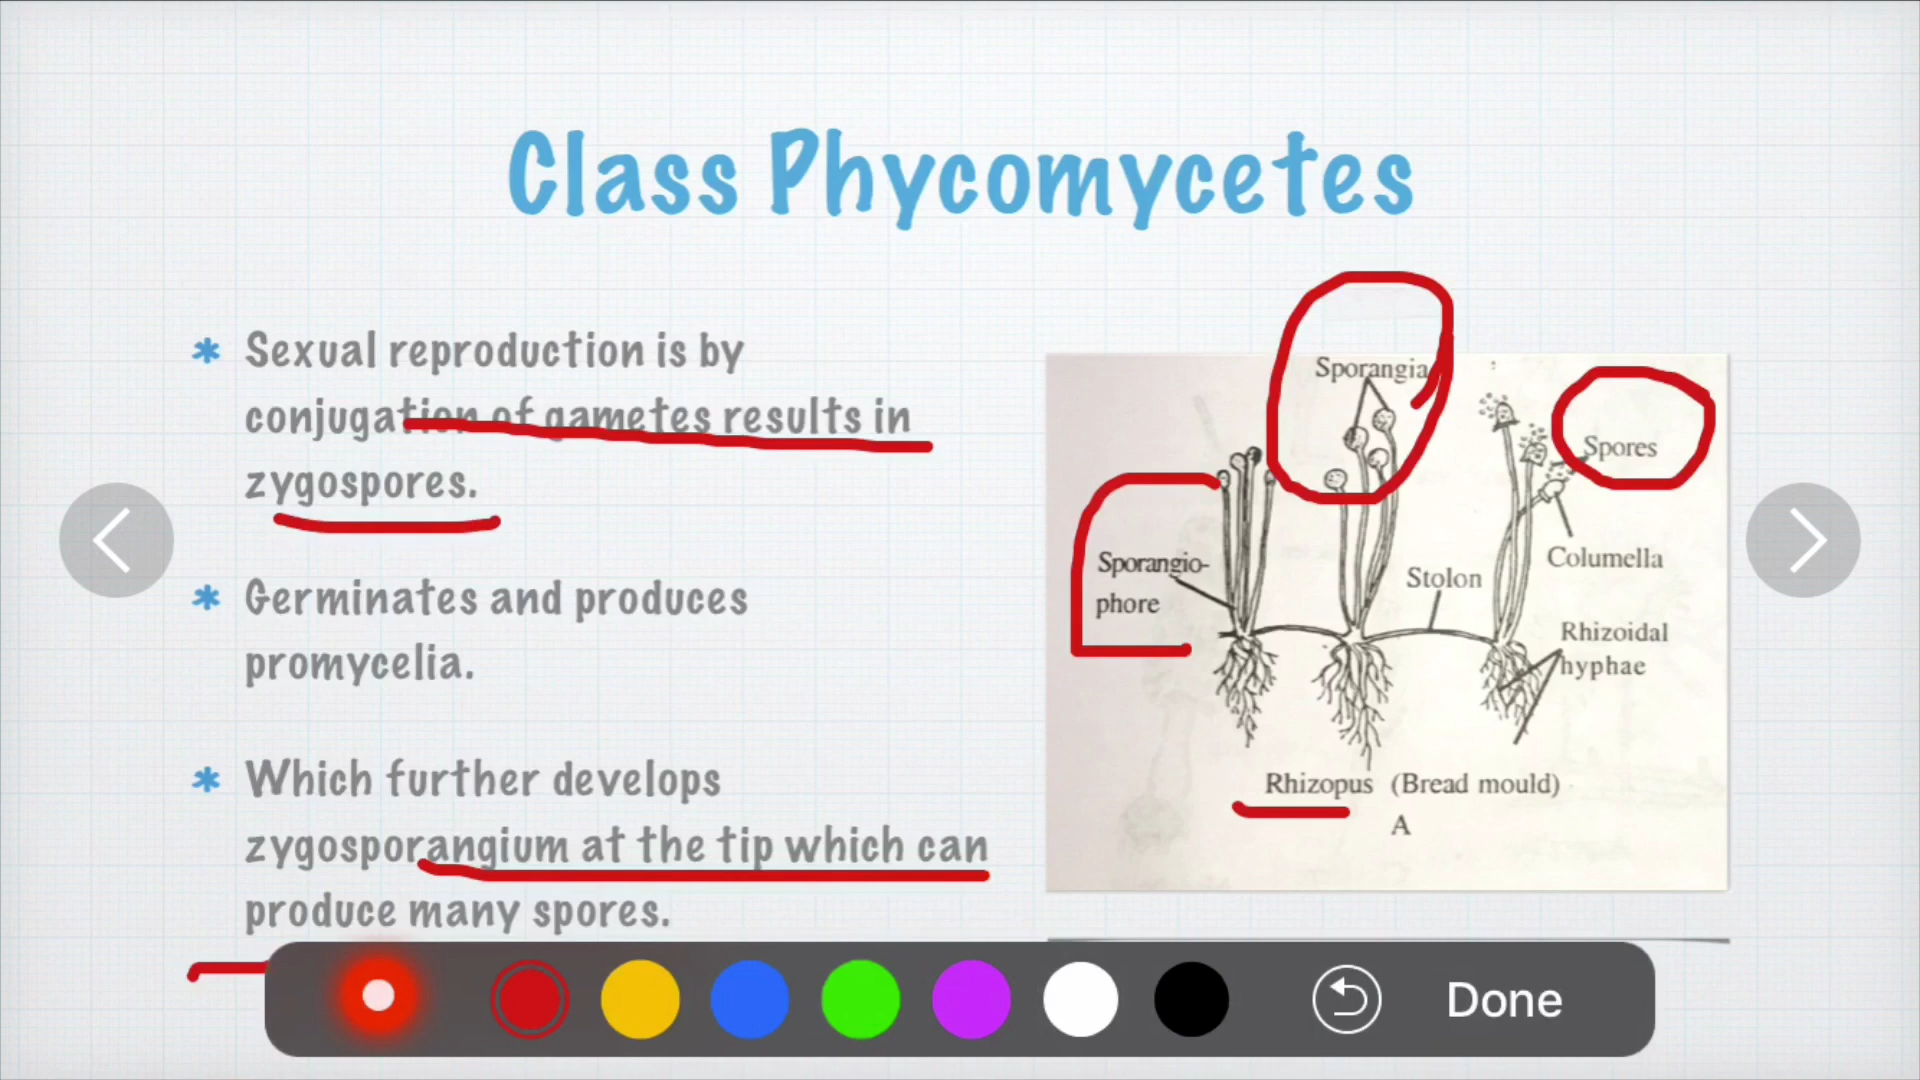 Class Phycomycetes
* Sexual reproduction is by
conjugation of gametes results in
zygospores.
* Germinates and produces
promycelia.
* Which further develops
zygosporangium at the tip which can
produce many spores.
Sporangia
Spores
Sporangio-
phore
Columella
Stolon
Rhizoidal
hyphae
Rhizopus (Bread mould)
A
Done